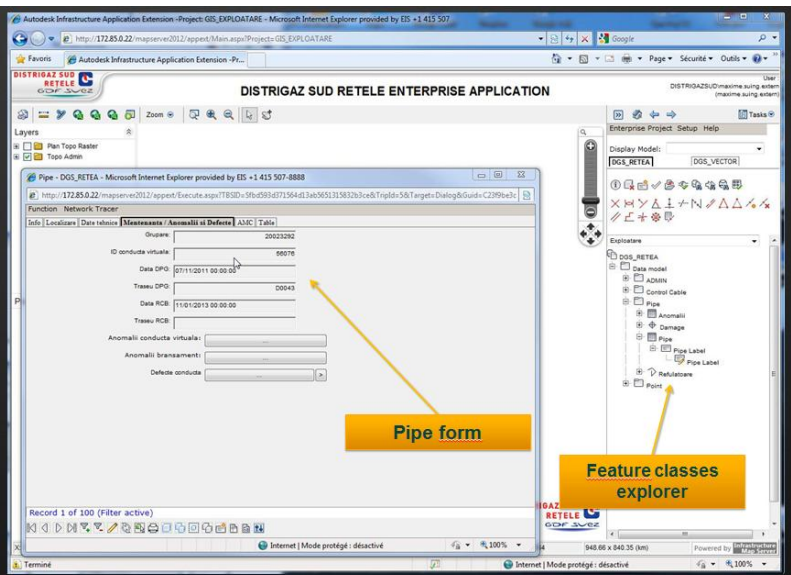 Autodesk Infrastructure Application Extension -Project: GIS_EXPLOATARE - Microsoft Internet Explorer provided by EIS +1 415 507
http://172.85.0.22/mapserver2012/appext/Main.aspx?Project=GIS_EXPLOATARE
Google
Favoris
Autodesk Infrastructure Application Extension -Pr...
Page
Sécurité
Outils
DISTRIGAZ SUD
RETELE
GDF SUEZ
DISTRIGAZ SUD RETELE ENTERPRISE APPLICATION
User
DISTRIGAZSUD\maxime.suing.extern
(maxime.suing.extern)
Zoom
Tasks
Layers
Plan Topo Raster
Topo Admin
Enterprise Project Setup Help
Display Model:
DGS_RETEA
DGS_VECTOR
Exploatare
DGS_RETEA
Data model
ADMIN
Control Cable
Pipe
Anomalii
Damage
Pipe
Pipe Label
Pipe Label
Refulatoare
Point
Pipe - DGS_RETEA - Microsoft Internet Explorer provided by EIS +1 415 507-8888
Function Network Tracer
Info
Localizare
Date tehnice
Mentenanta / Anomalii si Defecte
AMC
Table
Grupare:
20023292
ID conducta virtuala:
56076
Data DPG:
07/11/2011 00:00:00
Traseu DPG:
D0043
Data RCB:
11/01/2013 00:00:00
Traseu RCB:
Anomalii conducta virtuala:
...
Anomalii bransament:
...
Defecte conducta
...
>
Pipe form
Feature classes
explorer
Record 1 of 100 (Filter active)
Internet | Mode protégé : désactivé
100%
RETELE
GDF SUEZ
948.66 x 840.35 (km)
Powered by
Infrastructure
Map Server
Terminé
Internet | Mode protégé : désactivé
100%